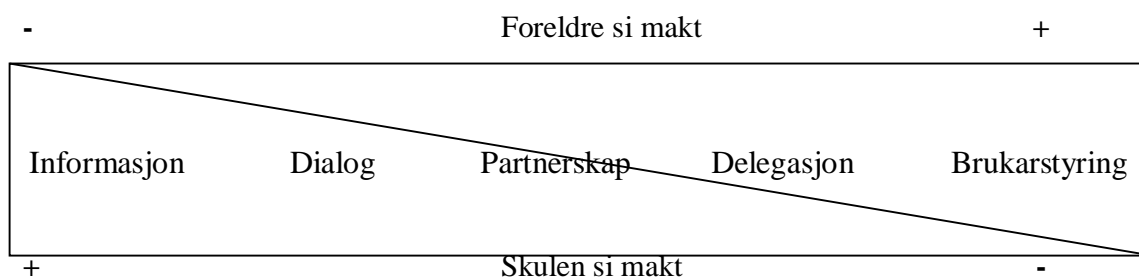 - Foreldre si makt +
Informasjon Dialog Partnerskap Delegasjon Brukarstyring
+ Skulen si makt -